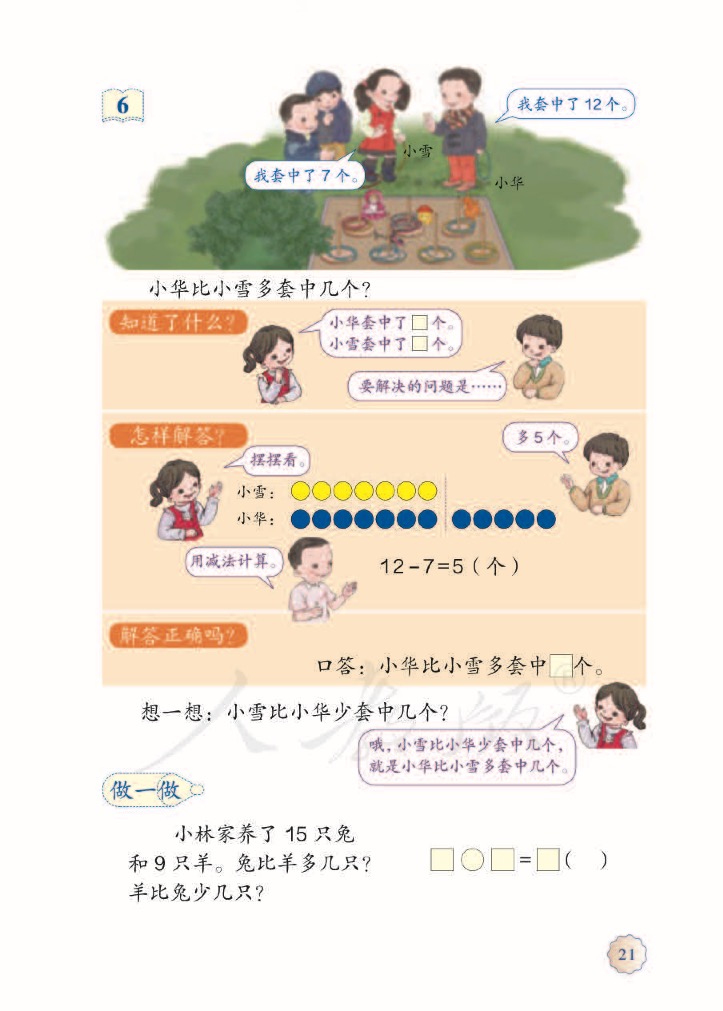 6
我套中了12个。
小雪
我套中了7个。
小华
小华比小雪多套中几个?
知道了什么?
小华套中了□个。
小雪套中了□个。
要解决的问题是……
怎样解答?
多5个。
摆摆看。
小雪:
小华:
用减法计算。
12-7=5(个)
解答正确吗?
口答:小华比小雪多套中□个。
想一想:小雪比小华少套中几个?
哦,小雪比小华少套中几个,
就是小华比小雪多套中几个。
做一做
小林家养了 15 只兔
和 9 只羊。兔比羊多几只?
羊比兔少几只?
□○□=□( )
21
人教版®